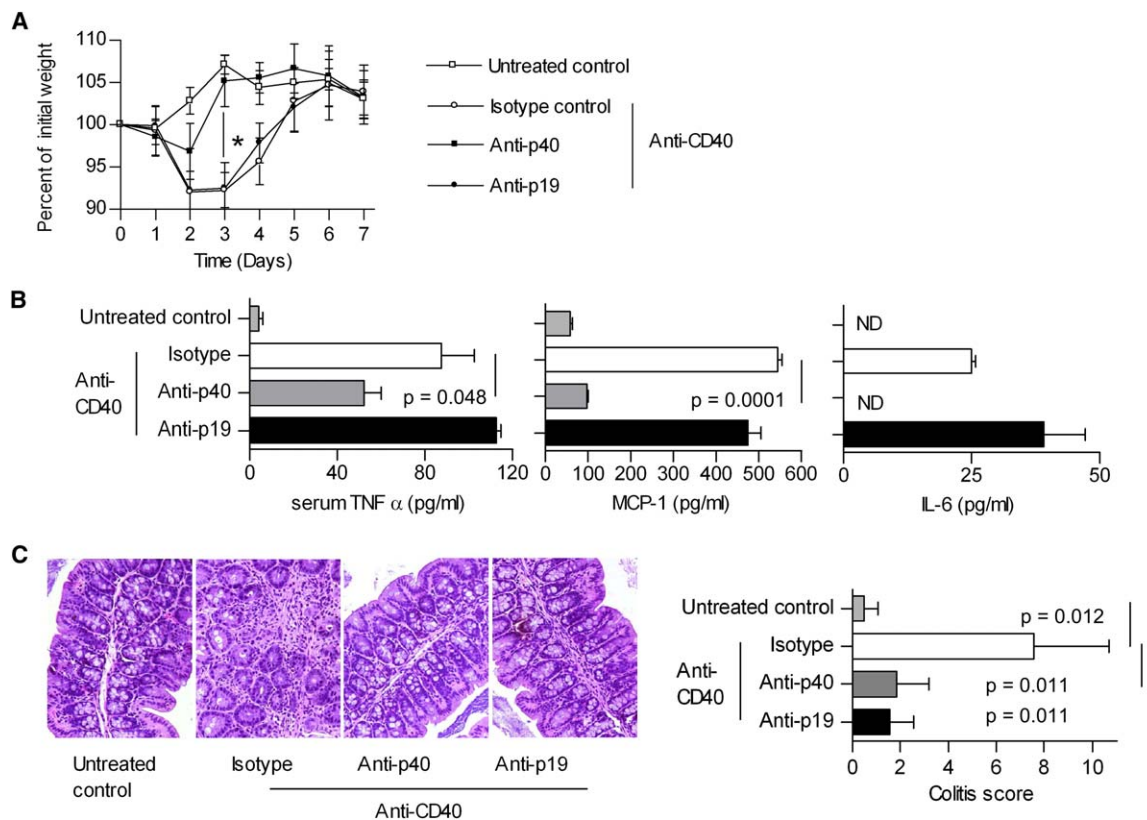 A
Percent of initial weight
110
105
100
95
90
*
0 1 2 3 4 5 6 7
Time (Days)
Untreated control
Isotype control
Anti-p40
Anti-p19
Anti-CD40
B
Untreated control
Isotype
Anti-p40
Anti-p19
Anti-
CD40
p = 0.048
0 40 80 120
serum TNF α (pg/ml)
p = 0.0001
0 100 200 300 400 500 600
MCP-1 (pg/ml)
ND
ND
0 25 50
IL-6 (pg/ml)
C
Untreated
control
Isotype
Anti-p40
Anti-p19
Anti-CD40
Untreated control
Isotype
Anti-p40
Anti-p19
Anti-
CD40
p = 0.012
p = 0.011
p = 0.011
0 2 4 6 8 10
Colitis score